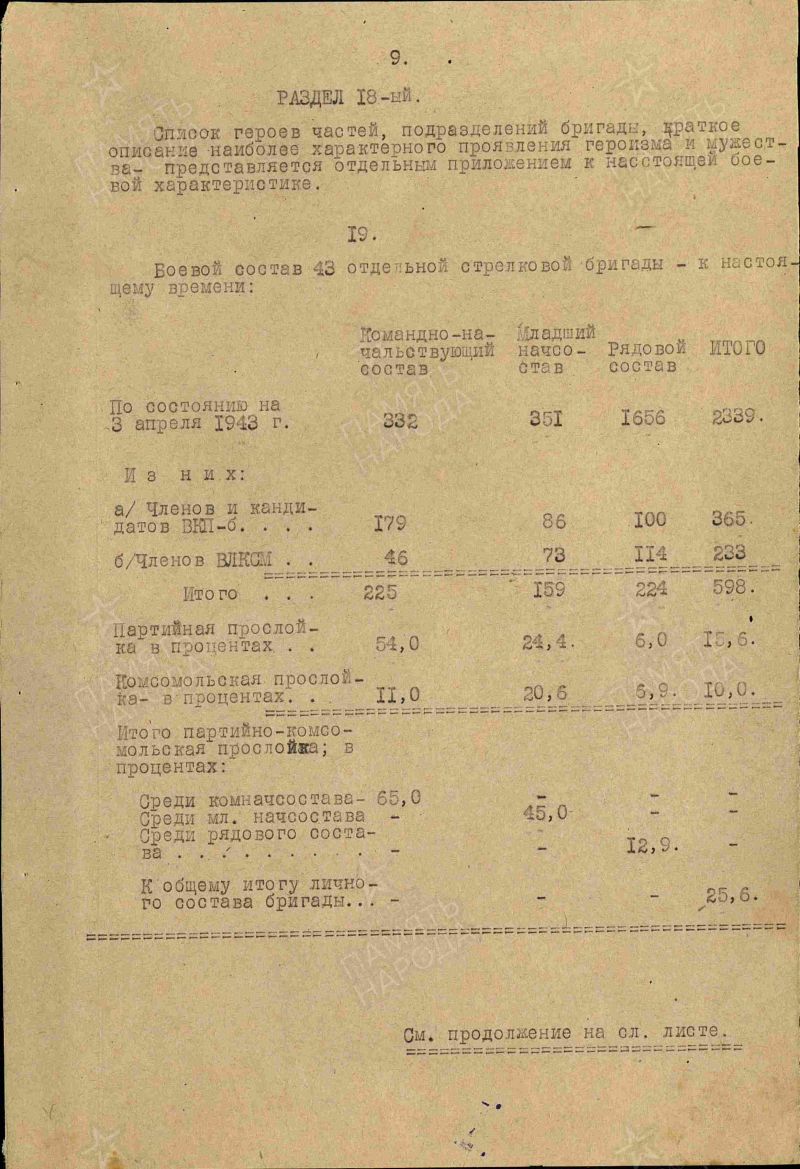 9.
РАЗДЕЛ I8-ый.
Список героев частей, подразделений бригады, краткое
описание наиболее характерного проявления героизма и мужест-
ва- представляется отдельным приложением к насстоящей бое-
вой характеристике.
I9.
Боевой состав 43 отдельной стрелковой бригады - к настоя-
щему времени:
Командно-на- Младший
чальствующий начсо- Рядовой ИТОГО
состав став состав
По состоянию на
3 апреля I943 г. 332 35I I656 2339.
И з н и х:
а/ Членов и канди-
датов ВКП-б. . . . I79 86 I00 365.
б/Членов ВЛКСМ . . 46 73 II4 233
Итого . . . 225 I59 224 598.
Партийная прослой-
ка в процентах. . . 54,0 24,4. 6,0 I5,6.
Комсомольская прослой-
ка- в процентах. . II,0 20,6 6,9. I0,0.
Итого партийно-комсо-
мольская прослойка; в
процентах:
Среди комначсостава- 65,0 - - -
Среди мл. начсостава - 45,0 - -
Среди рядового соста-
ва . . . . . . . . . . - - I2,9. -
К общему итогу лично-
го состава бригады... - - - 25,6.
См. продолжение на сл. листе.
ПАМЯТЬ
НАРОДА